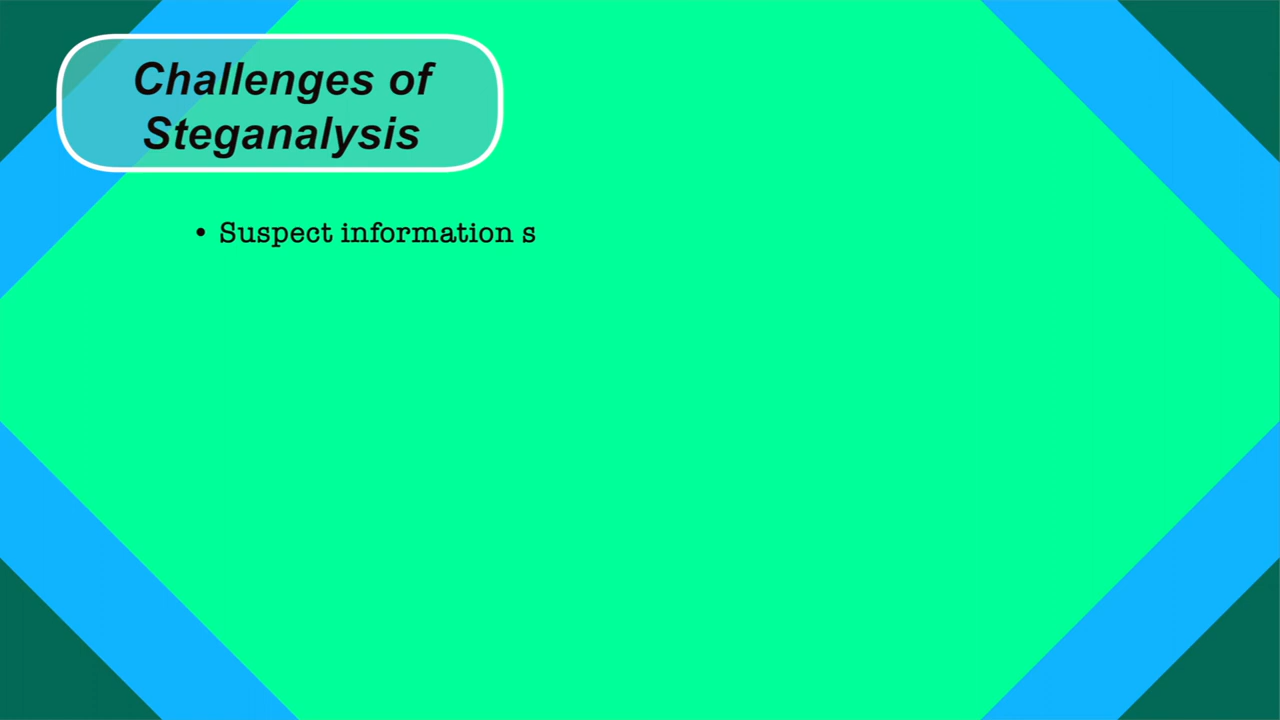 Challenges of
Steganalysis
• Suspect information s